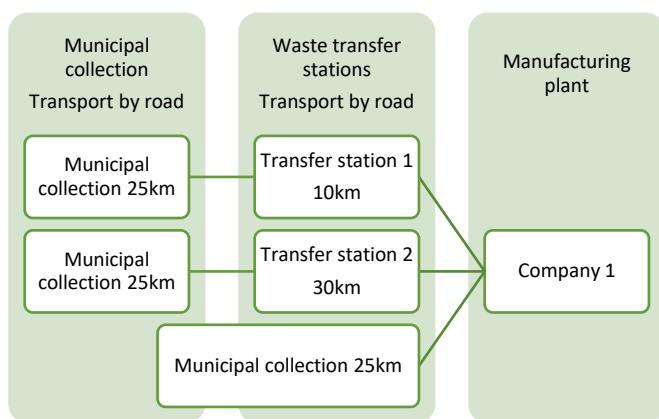 Municipal
collection
Transport by road
Waste transfer
stations
Transport by road
Manufacturing
plant
Municipal
collection 25km
Transfer station 1
10km
Municipal
collection 25km
Transfer station 2
30km
Company 1
Municipal collection 25km